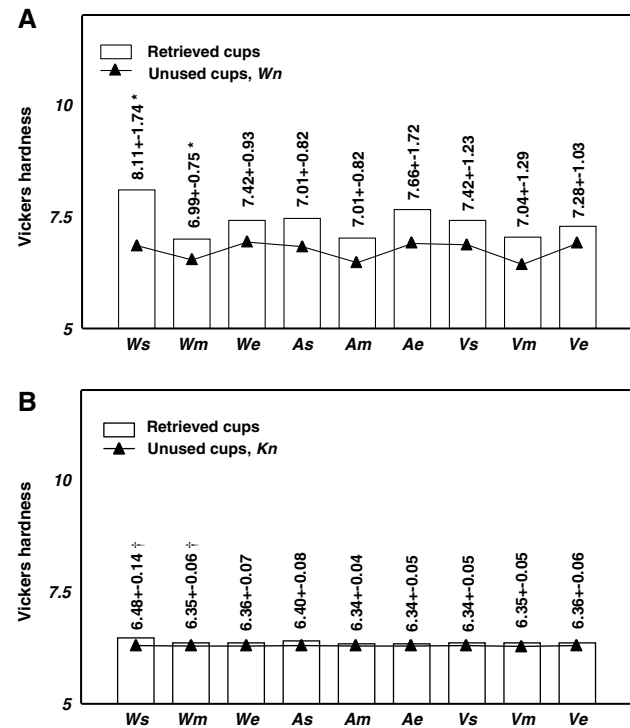 A
Retrieved cups
Unused cups, Wn
Vickers hardness
10
7.5
5
8.11+-1.74 *
6.99+-0.75 *
7.42+-0.93
7.01+-0.82
7.01+-0.82
7.66+-1.72
7.42+-1.23
7.04+-1.29
7.28+-1.03
Ws Wm We As Am Ae Vs Vm Ve
B
Retrieved cups
Unused cups, Kn
Vickers hardness
10
7.5
5
6.48+-0.14 †
6.35+-0.06 †
6.36+-0.07
6.40+-0.08
6.34+-0.04
6.34+-0.05
6.34+-0.05
6.35+-0.05
6.36+-0.06
Ws Wm We As Am Ae Vs Vm Ve